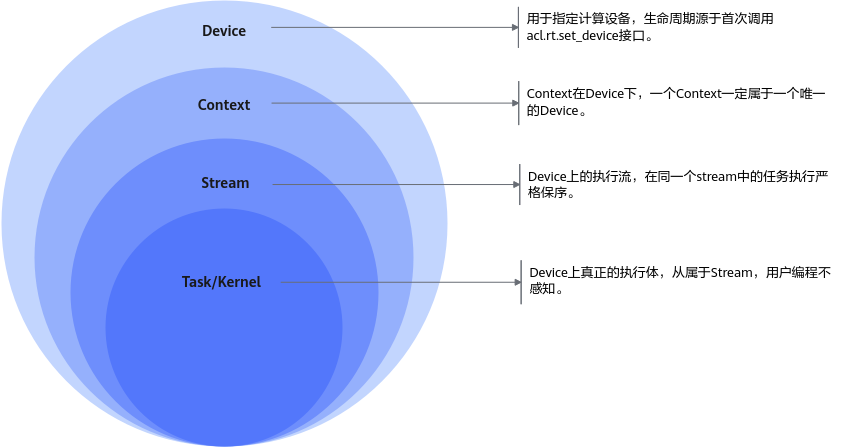 Device
用于指定计算设备，生命周期源于首次调用
acl.rt.set_device接口。
Context
Context在Device下，一个Context一定属于一个唯一
的Device。
Stream
Device上的执行流，在同一个stream中的任务执行严
格保序。
Task/Kernel
Device上真正的执行体，从属于Stream，用户编程不
感知。